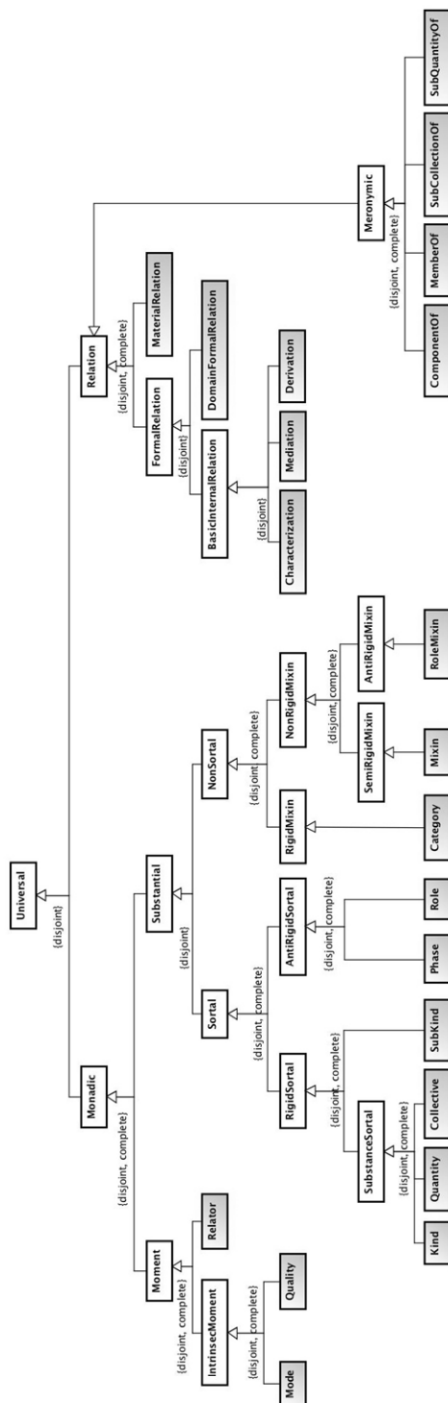 Universal
{disjoint}
Monadic
Relation
{disjoint, complete}
{disjoint, complete}
Moment
Substantial
FormalRelation
MaterialRelation
{disjoint, complete}
{disjoint}
{disjoint}
IntrinsecMoment
Relator
Sortal
NonSortal
BasicInternalRelation
DomainFormalRelation
{disjoint, complete}
{disjoint, complete}
{disjoint, complete}
{disjoint}
Mode
Quality
RigidSortal
AntiRigidSortal
RigidMixin
NonRigidMixin
Characterization
Mediation
Derivation
{disjoint, complete}
{disjoint, complete}
{disjoint, complete}
SubstanceSortal
SemiRigidMixin
AntiRigidMixin
Meronymic
{disjoint, complete}
{disjoint, complete}
Kind
Quantity
Collective
SubKind
Phase
Role
Category
Mixin
RoleMixin
ComponentOf
MemberOf
SubCollectionOf
SubQuantityOf